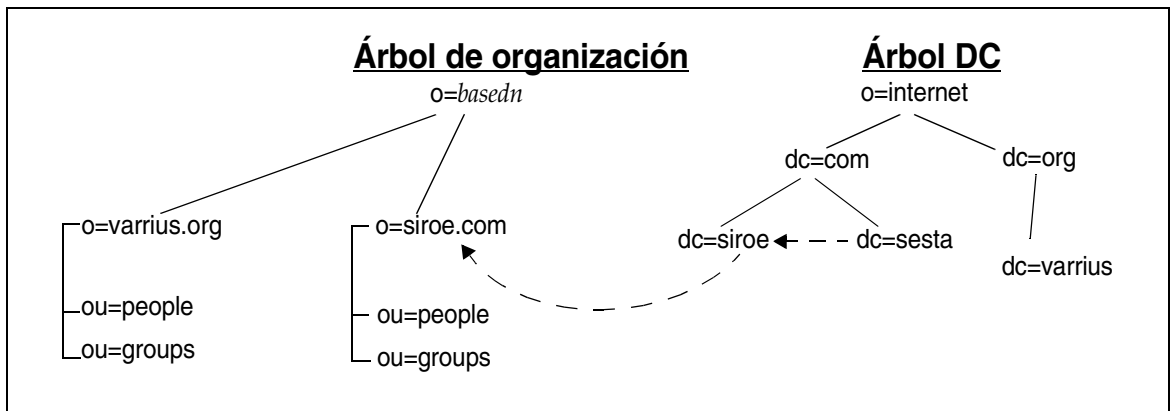 Árbol de organización
o=basedn
o=varrius.org
ou=people
ou=groups
o=siroe.com
ou=people
ou=groups
Árbol DC
o=internet
dc=com
dc=org
dc=siroe
dc=sesta
dc=varrius